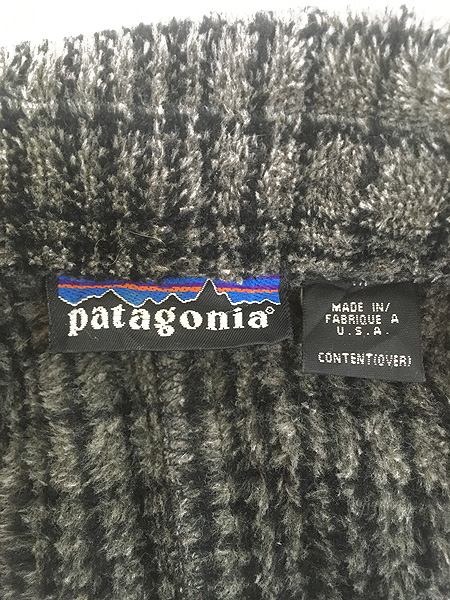 patagonia®
MADE IN/
FABRIQUE A
U.S.A.
CONTENT(OVER)